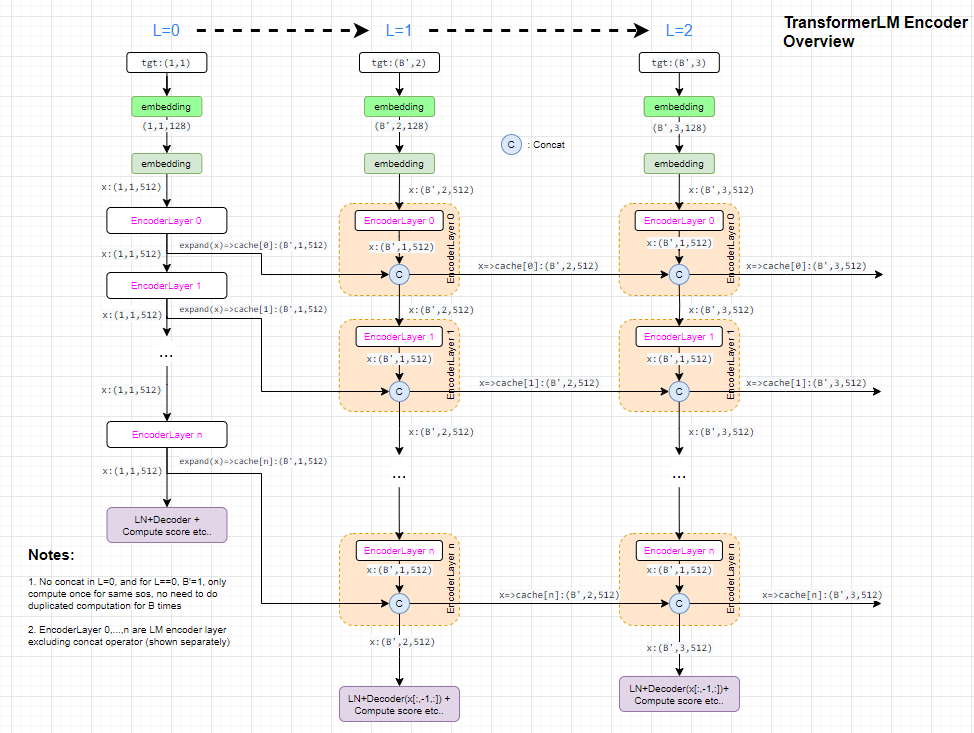 TransformerLM Encoder
Overview
L=0
L=1
L=2
tgt:(1,1)
tgt:(B',2)
tgt:(B',3)
embedding
embedding
embedding
(1,1,128)
(B',2,128)
(B',3,128)
C
: Concat
embedding
embedding
embedding
x:(1,1,512)
x:(B',2,512)
x:(B',3,512)
EncoderLayer 0
EncoderLayer 0
EncoderLayer 0
EncoderLayer 0
EncoderLayer 0
expand(x)=>cache[0]:(B',1,512)
x:(B',1,512)
x:(B',1,512)
x:(1,1,512)
C
x=>cache[0]:(B',2,512)
C
x=>cache[0]:(B',3,512)
EncoderLayer 1
x:(1,1,512)
expand(x)=>cache[1]:(B',1,512)
x:(B',2,512)
x:(B',3,512)
EncoderLayer 1
EncoderLayer 1
EncoderLayer 1
EncoderLayer 1
...
x:(B',1,512)
x:(B',1,512)
x:(1,1,512)
C
x=>cache[1]:(B',2,512)
C
x=>cache[1]:(B',3,512)
EncoderLayer n
x:(B',2,512)
x:(B',3,512)
x:(1,1,512)
expand(x)=>cache[n]:(B',1,512)
...
...
LN+Decoder +
Compute score etc..
EncoderLayer n
EncoderLayer n
EncoderLayer n
EncoderLayer n
x:(B',1,512)
x:(B',1,512)
C
x=>cache[n]:(B',2,512)
C
x=>cache[n]:(B',3,512)
x:(B',2,512)
x:(B',3,512)
LN+Decoder(x[:,-1,:]) +
Compute score etc..
LN+Decoder(x[:,-1,:])+
Compute score etc..
Notes:
1. No concat in L=0, and for L==0, B'=1, only
compute once for same sos, no need to do
duplicated computation for B times
2. EncoderLayer 0,...,n are LM encoder layer
excluding concat operator (shown separately)